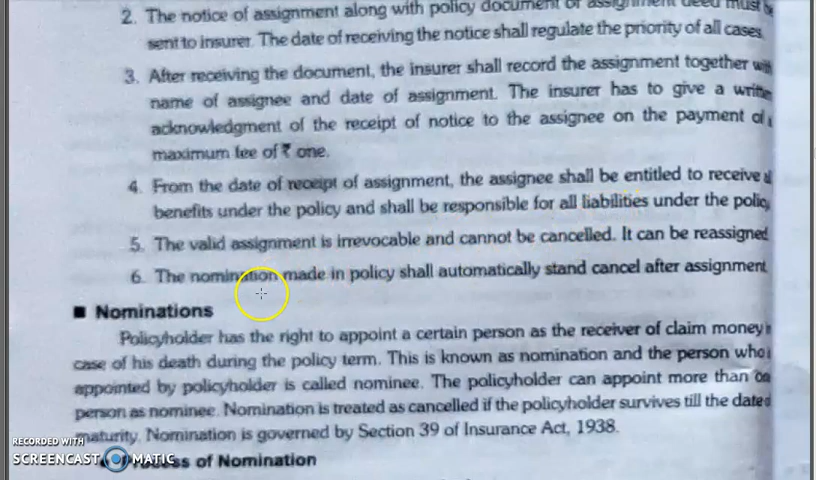 2. The notice of assignment along with policy document or assignment deed must be
sent to insurer. The date of receiving the notice shall regulate the priority of all cases.
3. After receiving the document, the insurer shall record the assignment together with
name of assignee and date of assignment. The insurer has to give a written
acknowledgment of the receipt of notice to the assignee on the payment of
maximum fee of ₹ one.
4. From the date of receipt of assignment, the assignee shall be entitled to receive
benefits under the policy and shall be responsible for all liabilities under the policy
5. The valid assignment is irrevocable and cannot be cancelled. It can be reassigned
6. The nomination made in policy shall automatically stand cancel after assignment
■ Nominations
Policyholder has the right to appoint a certain person as the receiver of claim money
case of his death during the policy term. This is known as nomination and the person who
appointed by policyholder is called nominee. The policyholder can appoint more than on
person as nominee. Nomination is treated as cancelled if the policyholder survives till the date
maturity. Nomination is governed by Section 39 of Insurance Act, 1938.
RECORDED WITH
SCREENCAST MATIC
of Nomination